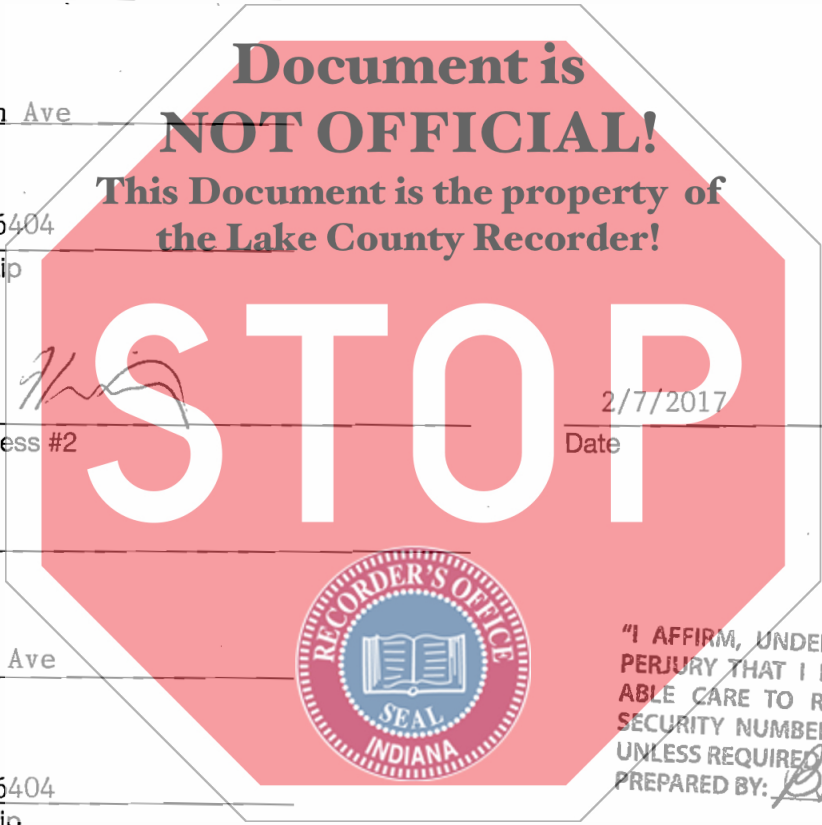 Document is
Ave
NOT OFFICIAL!
This Document is the property of
6404
the Lake County Recorder!
ip
STOP
2/7/2017
ess #2
Date
RECORDER'S OFFICE
SEAL
INDIANA
"I AFFIRM, UNDE
Ave
PERJURY THAT I
ABLE CARE TO R
SECURITY NUMBE
UNLESS REQUIRED
6404
PREPARED BY:
ip